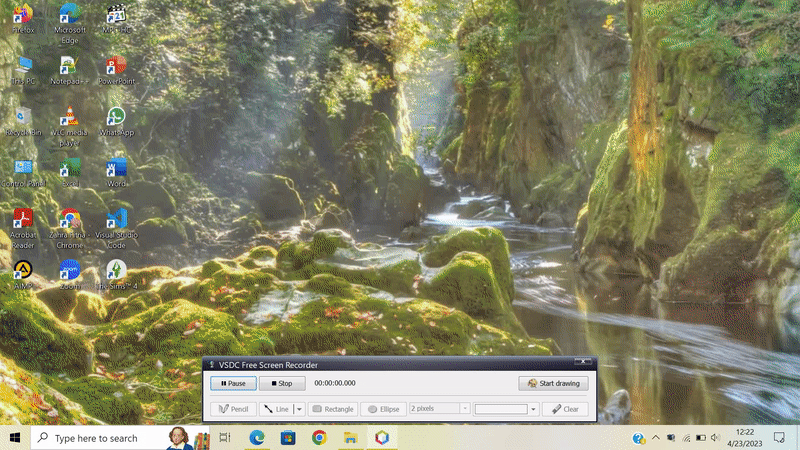 Firefox
Microsoft
Edge
MPC-HC
This PC
Notepad++
PowerPoint
Recycle Bin
VLC media
player
WhatsApp
Control Panel
Excel
Word
Acrobat
Reader
Chrome
Visual Studio
Code
AIMP
Zoom
The Sims™ 4
VSDC Free Screen Recorder
Pause
Stop
00:00:00.000
Start drawing
Pencil
Line
Rectangle
Ellipse
2 pixels
Clear
Type here to search
12:22
4/23/2023